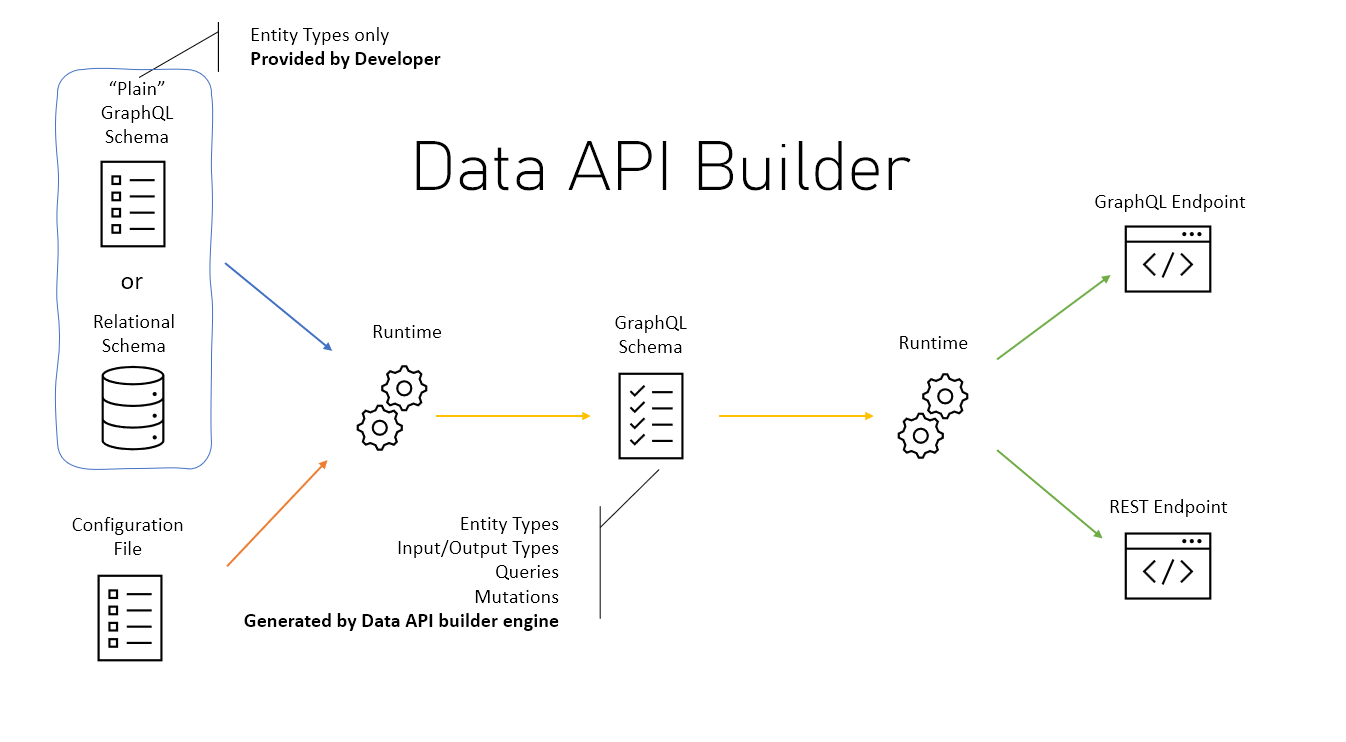 Entity Types only
Provided by Developer
“Plain”
GraphQL
Schema
or
Relational
Schema
Configuration
File
Data API Builder
Runtime
GraphQL
Schema
Entity Types
Input/Output Types
Queries
Mutations
Generated by Data API builder engine
Runtime
GraphQL Endpoint
</>
REST Endpoint
</>